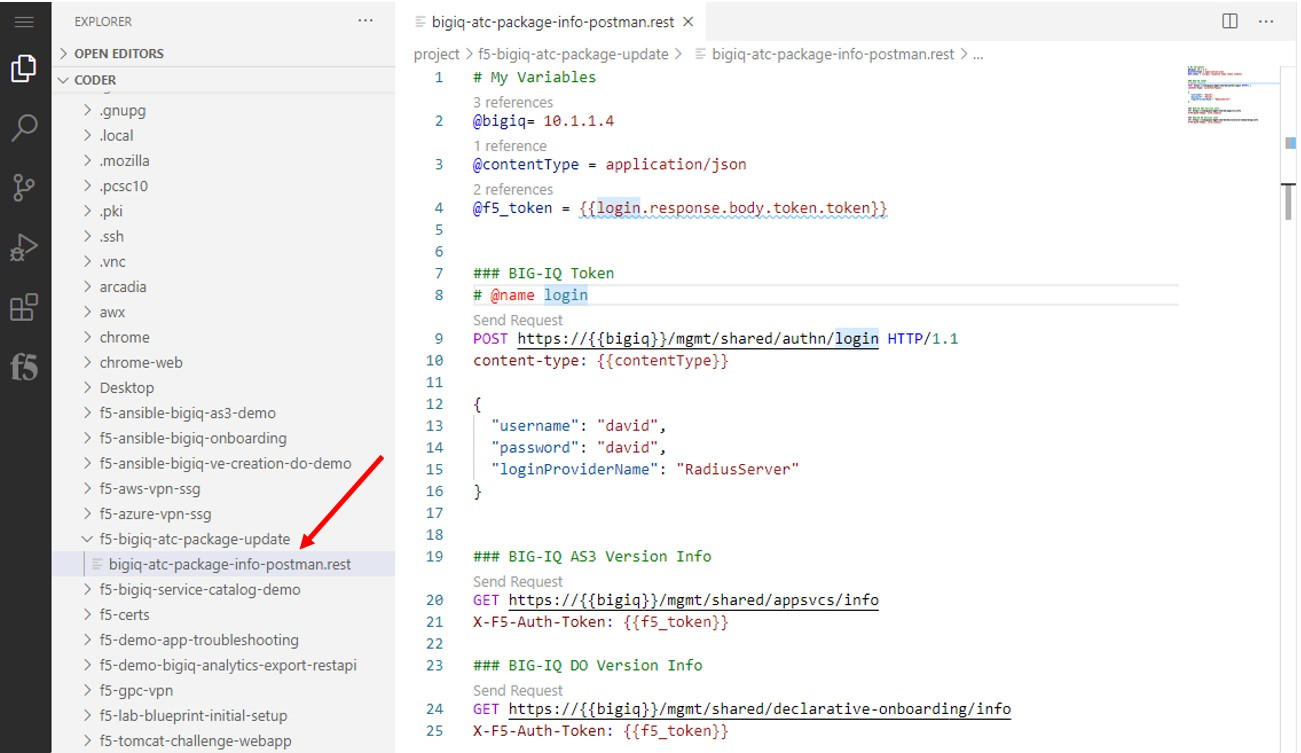 EXPLORER
OPEN EDITORS
CODER
.gnupg
.local
.mozilla
.pcsc10
.pki
.ssh
.vnc
arcadia
awx
chrome
chrome-web
Desktop
f5-ansible-bigiq-as3-demo
f5-ansible-bigiq-onboarding
f5-ansible-bigiq-ve-creation-do-demo
f5-aws-vpn-ssg
f5-azure-vpn-ssg
f5-bigiq-atc-package-update
bigiq-atc-package-info-postman.rest
f5-bigiq-service-catalog-demo
f5-certs
f5-demo-app-troubleshooting
f5-demo-bigiq-analytics-export-restapi
f5-gpc-vpn
f5-lab-blueprint-initial-setup
f5-tomcat-challenge-webapp
f5
bigiq-atc-package-info-postman.rest
project > f5-bigiq-atc-package-update > bigiq-atc-package-info-postman.rest > ...
1 # My Variables
3 references
2 @bigiq= 10.1.1.4
1 reference
3 @contentType = application/json
2 references
4 @f5_token = {{login.response.body.token.token}}
5
6
7 ### BIG-IQ Token
8 # @name login
Send Request
9 POST https://{{bigiq}}/mgmt/shared/authn/login HTTP/1.1
10 content-type: {{contentType}}
11
12 {
13 "username": "david",
14 "password": "david",
15 "loginProviderName": "RadiusServer"
16 }
17
18
19 ### BIG-IQ AS3 Version Info
Send Request
20 GET https://{{bigiq}}/mgmt/shared/appsvcs/info
21 X-F5-Auth-Token: {{f5_token}}
22
23 ### BIG-IQ DO Version Info
Send Request
24 GET https://{{bigiq}}/mgmt/shared/declarative-onboarding/info
25 X-F5-Auth-Token: {{f5_token}}